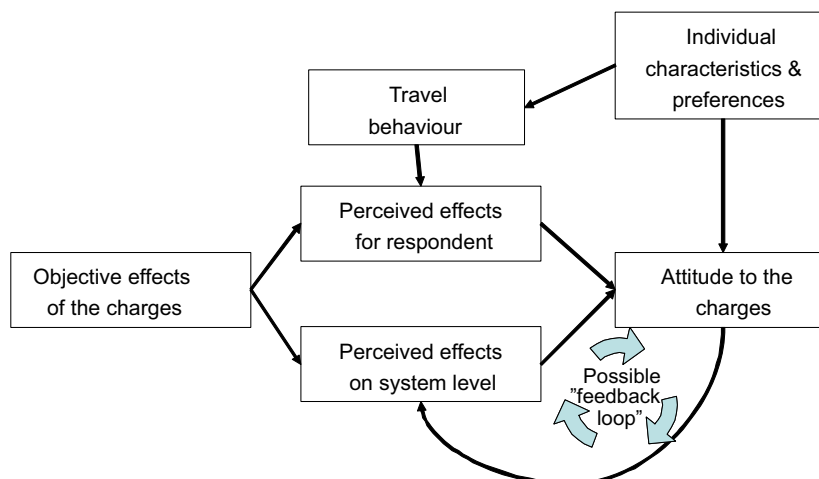 Individual
characteristics &
preferences
Travel
behaviour
Perceived effects
for respondent
Objective effects
of the charges
Attitude to the
charges
Perceived effects
on system level
Possible
”feedback
loop”